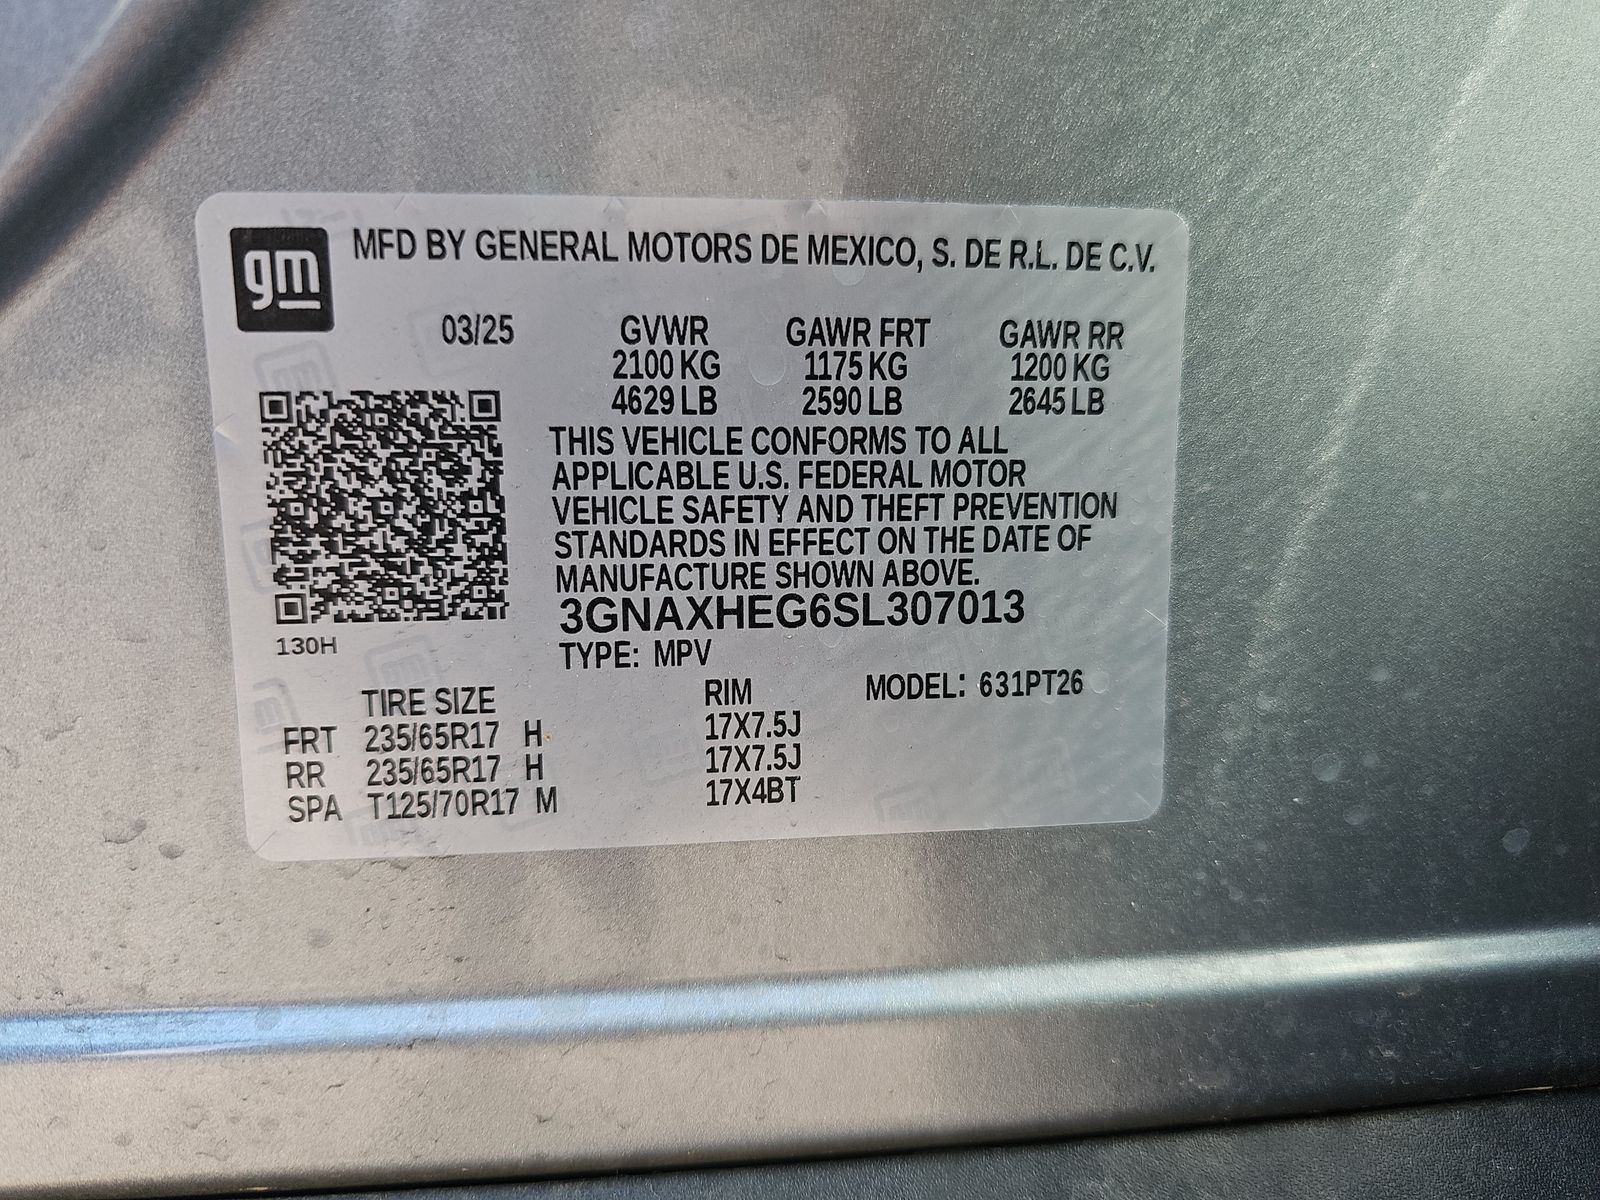 gm
MFD BY GENERAL MOTORS DE MEXICO, S. DE R.L. DE C.V.
03/25 GVWR GAWR FRT GAWR RR
2100 KG 1175 KG 1200 KG
4629 LB 2590 LB 2645 LB
THIS VEHICLE CONFORMS TO ALL
APPLICABLE U.S. FEDERAL MOTOR
VEHICLE SAFETY AND THEFT PREVENTION
STANDARDS IN EFFECT ON THE DATE OF
MANUFACTURE SHOWN ABOVE.
3GNAXHEG6SL307013
130H
TYPE: MPV
TIRE SIZE RIM MODEL: 631PT26
FRT 235/65R17 H 17X7.5J
RR 235/65R17 H 17X7.5J
SPA T125/70R17 M 17X4BT